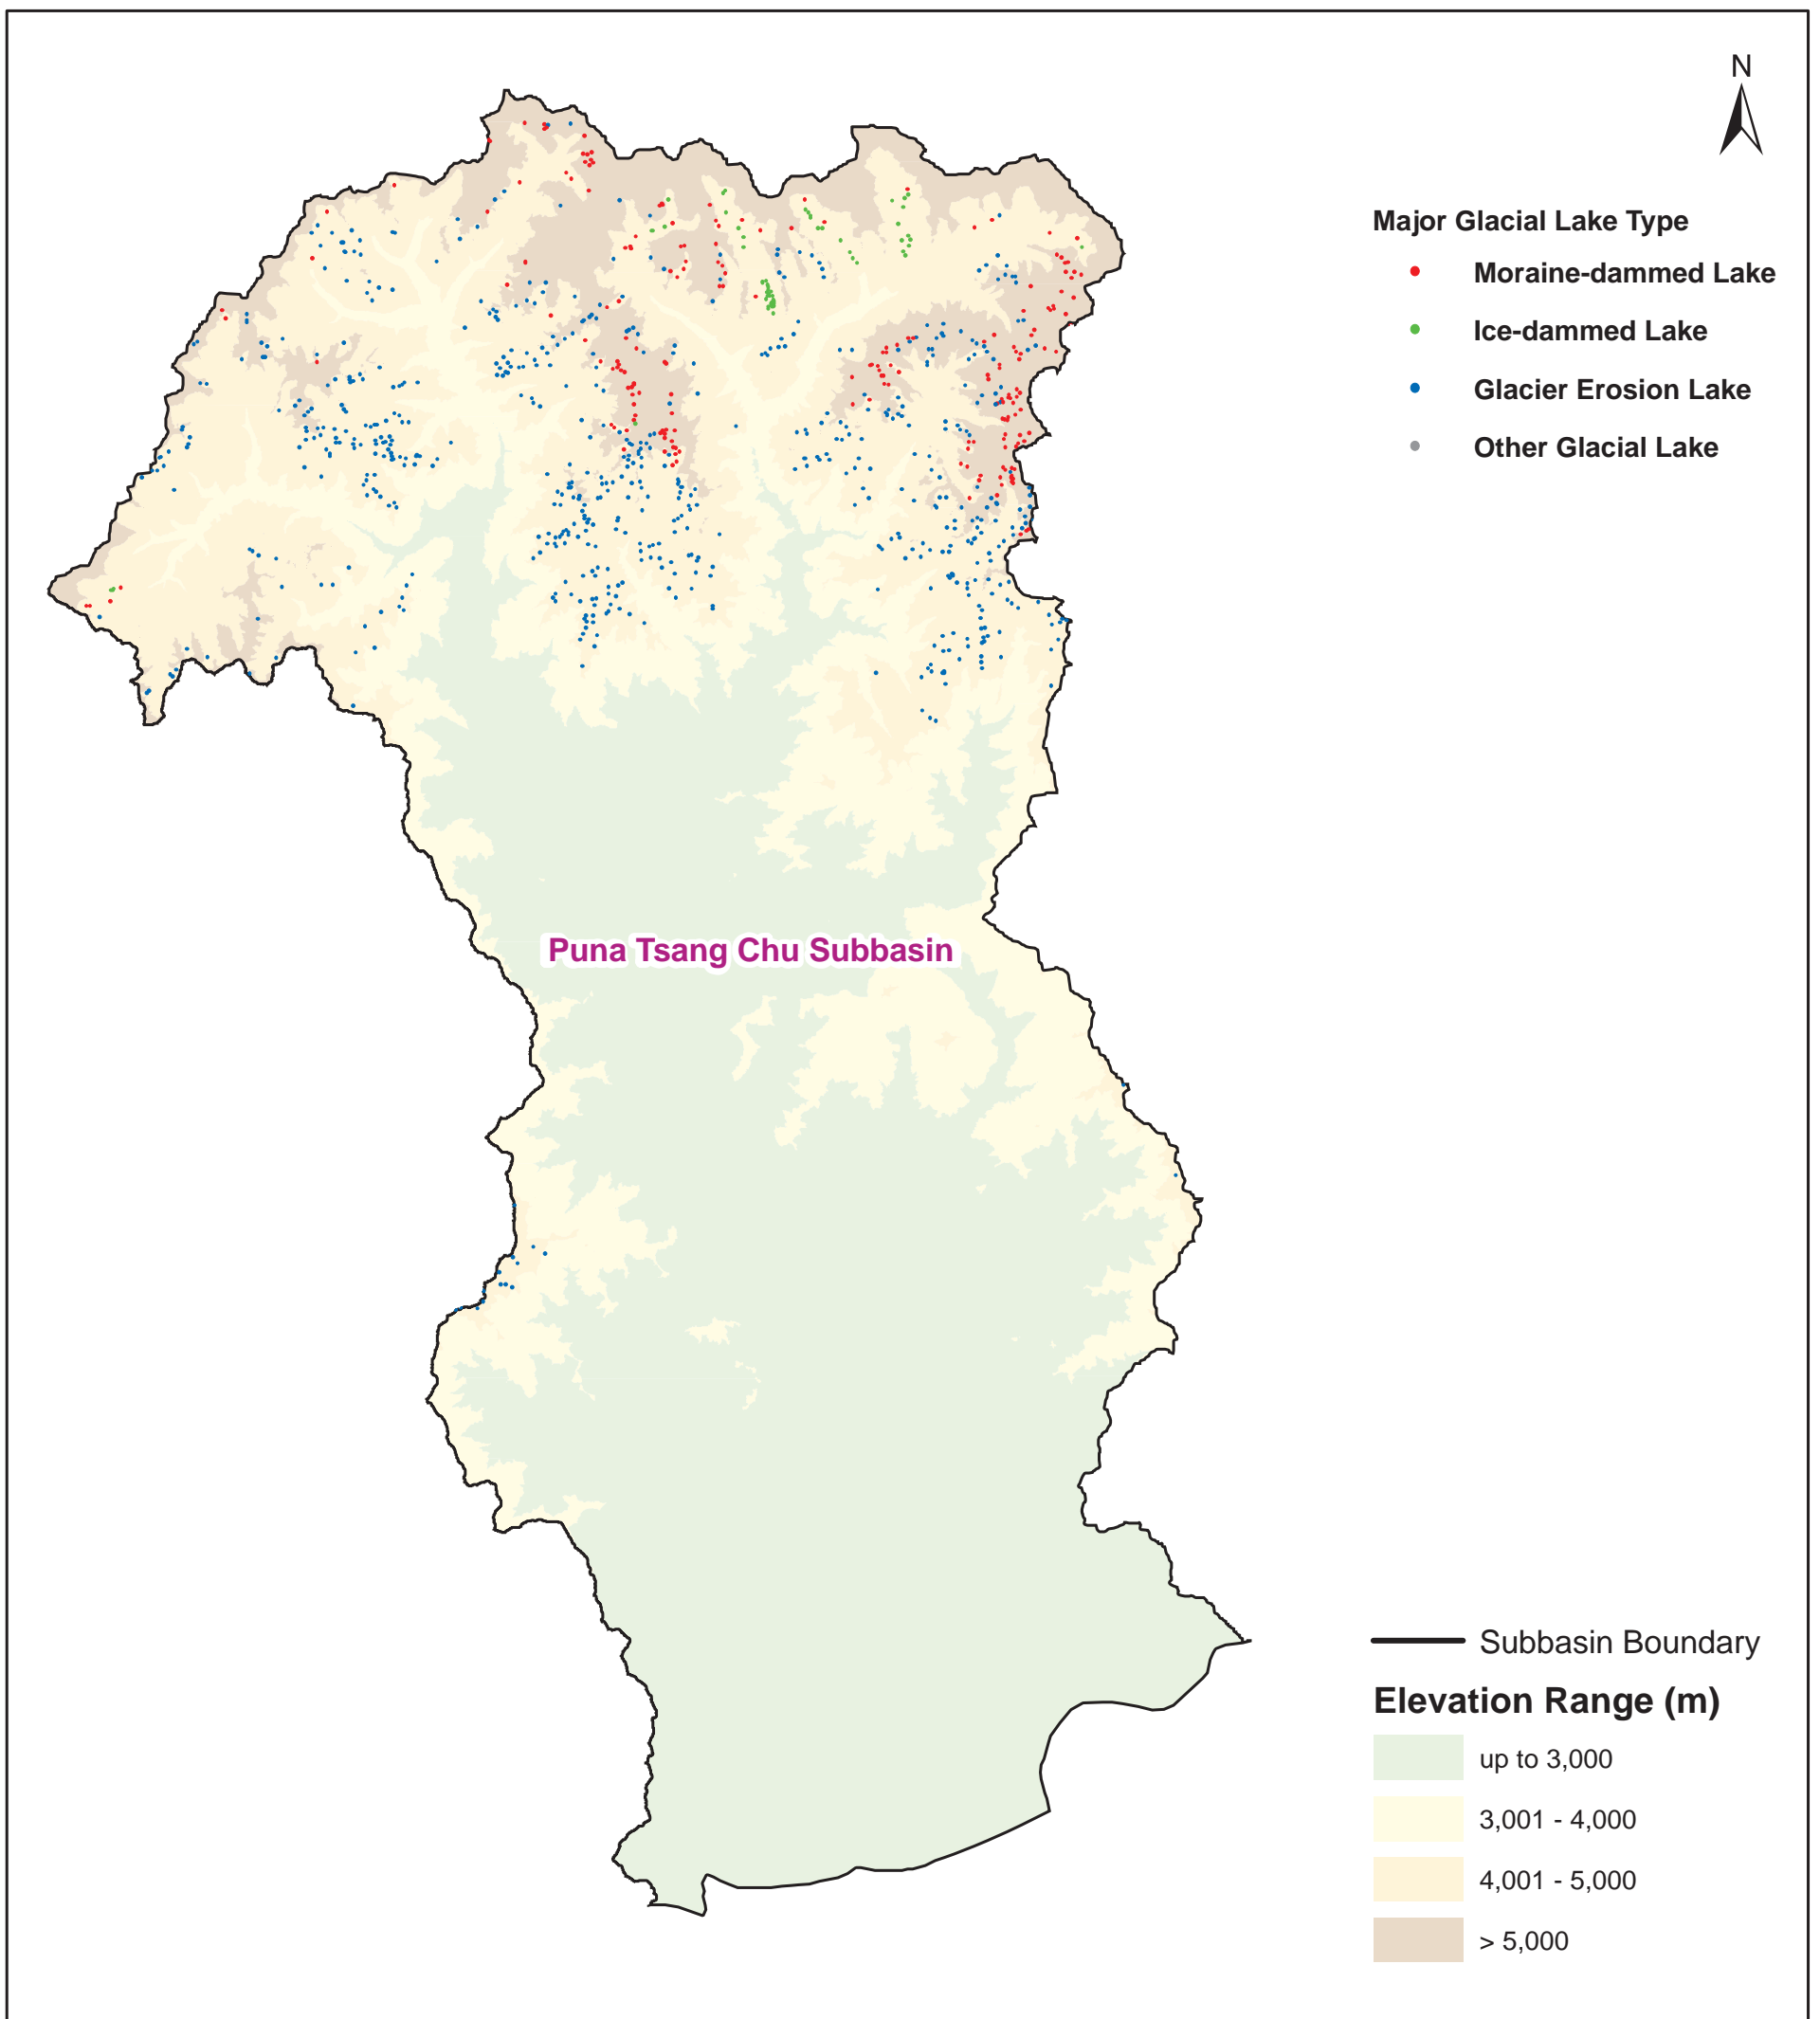 N
Major Glacial Lake Type
Moraine-dammed Lake
Ice-dammed Lake
Glacier Erosion Lake
Other Glacial Lake
Puna Tsang Chu Subbasin
Subbasin Boundary
Elevation Range (m)
up to 3,000
3,001 - 4,000
4,001 - 5,000
> 5,000